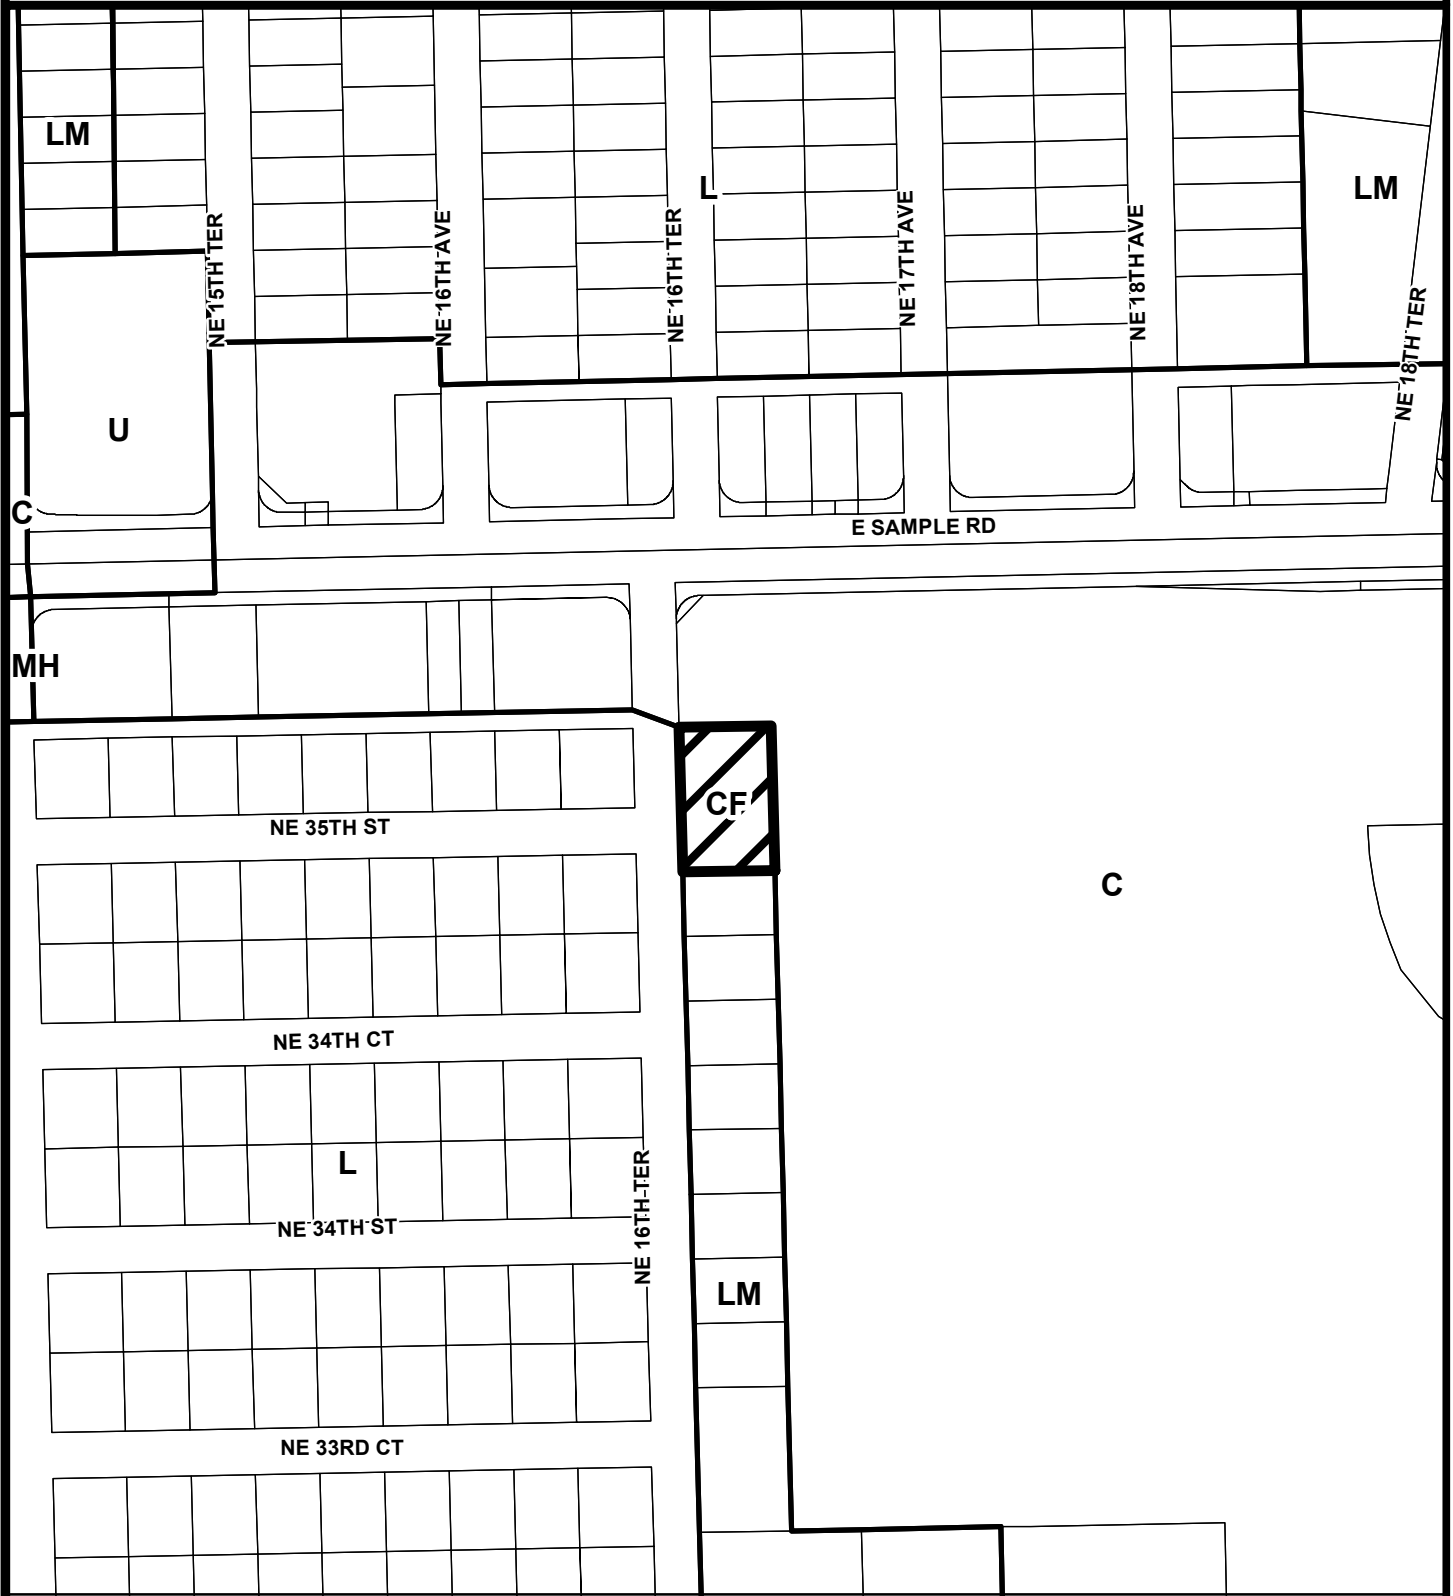 LM
L
LM
NE 15TH TER
NE 16TH AVE
NE 16TH TER
NE 17TH AVE
NE 18TH AVE
NE 18TH TER
U
C
E SAMPLE RD
MH
CF
NE 35TH ST
C
NE 34TH CT
L
NE 16TH TER
NE 34TH ST
LM
NE 33RD CT